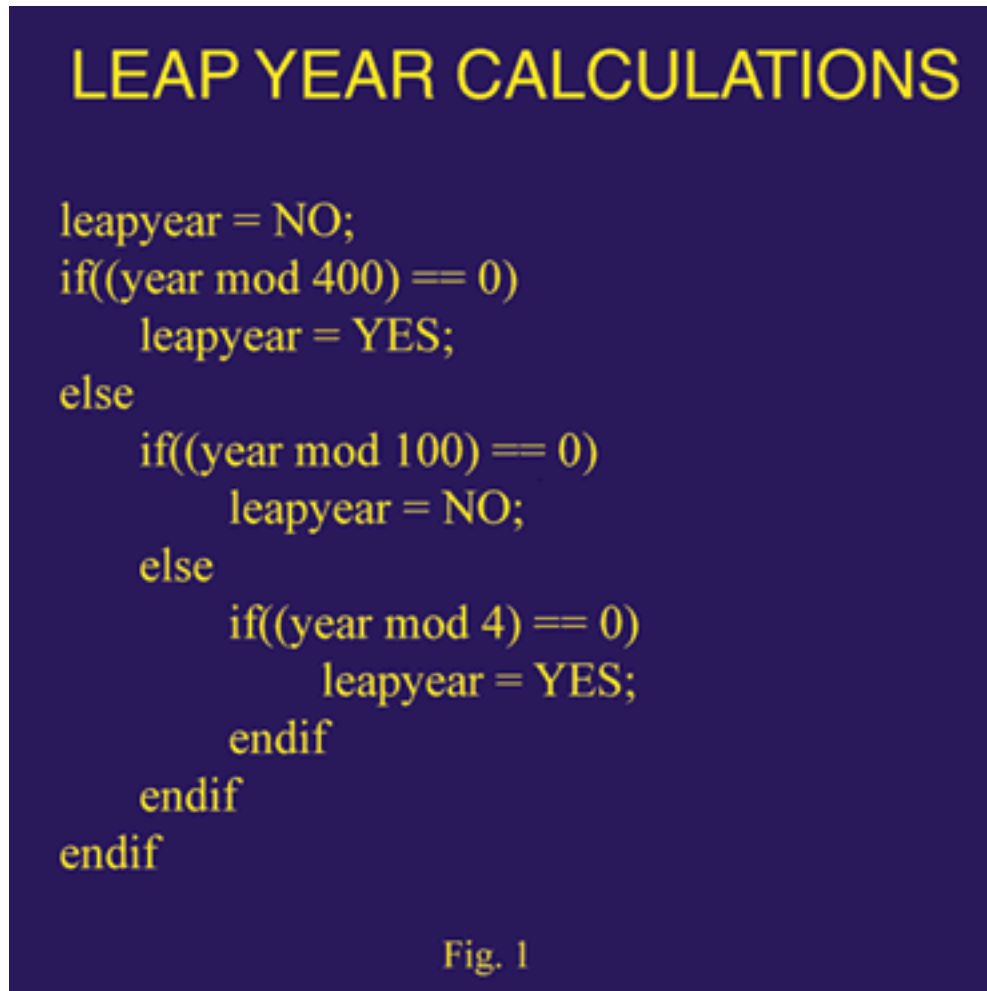 LEAP YEAR CALCULATIONS
leapyear = NO;
if((year mod 400) == 0)
leapyear = YES;
else
if((year mod 100) == 0)
leapyear = NO;
else
if((year mod 4) == 0)
leapyear = YES;
endif
endif
endif
Fig. 1